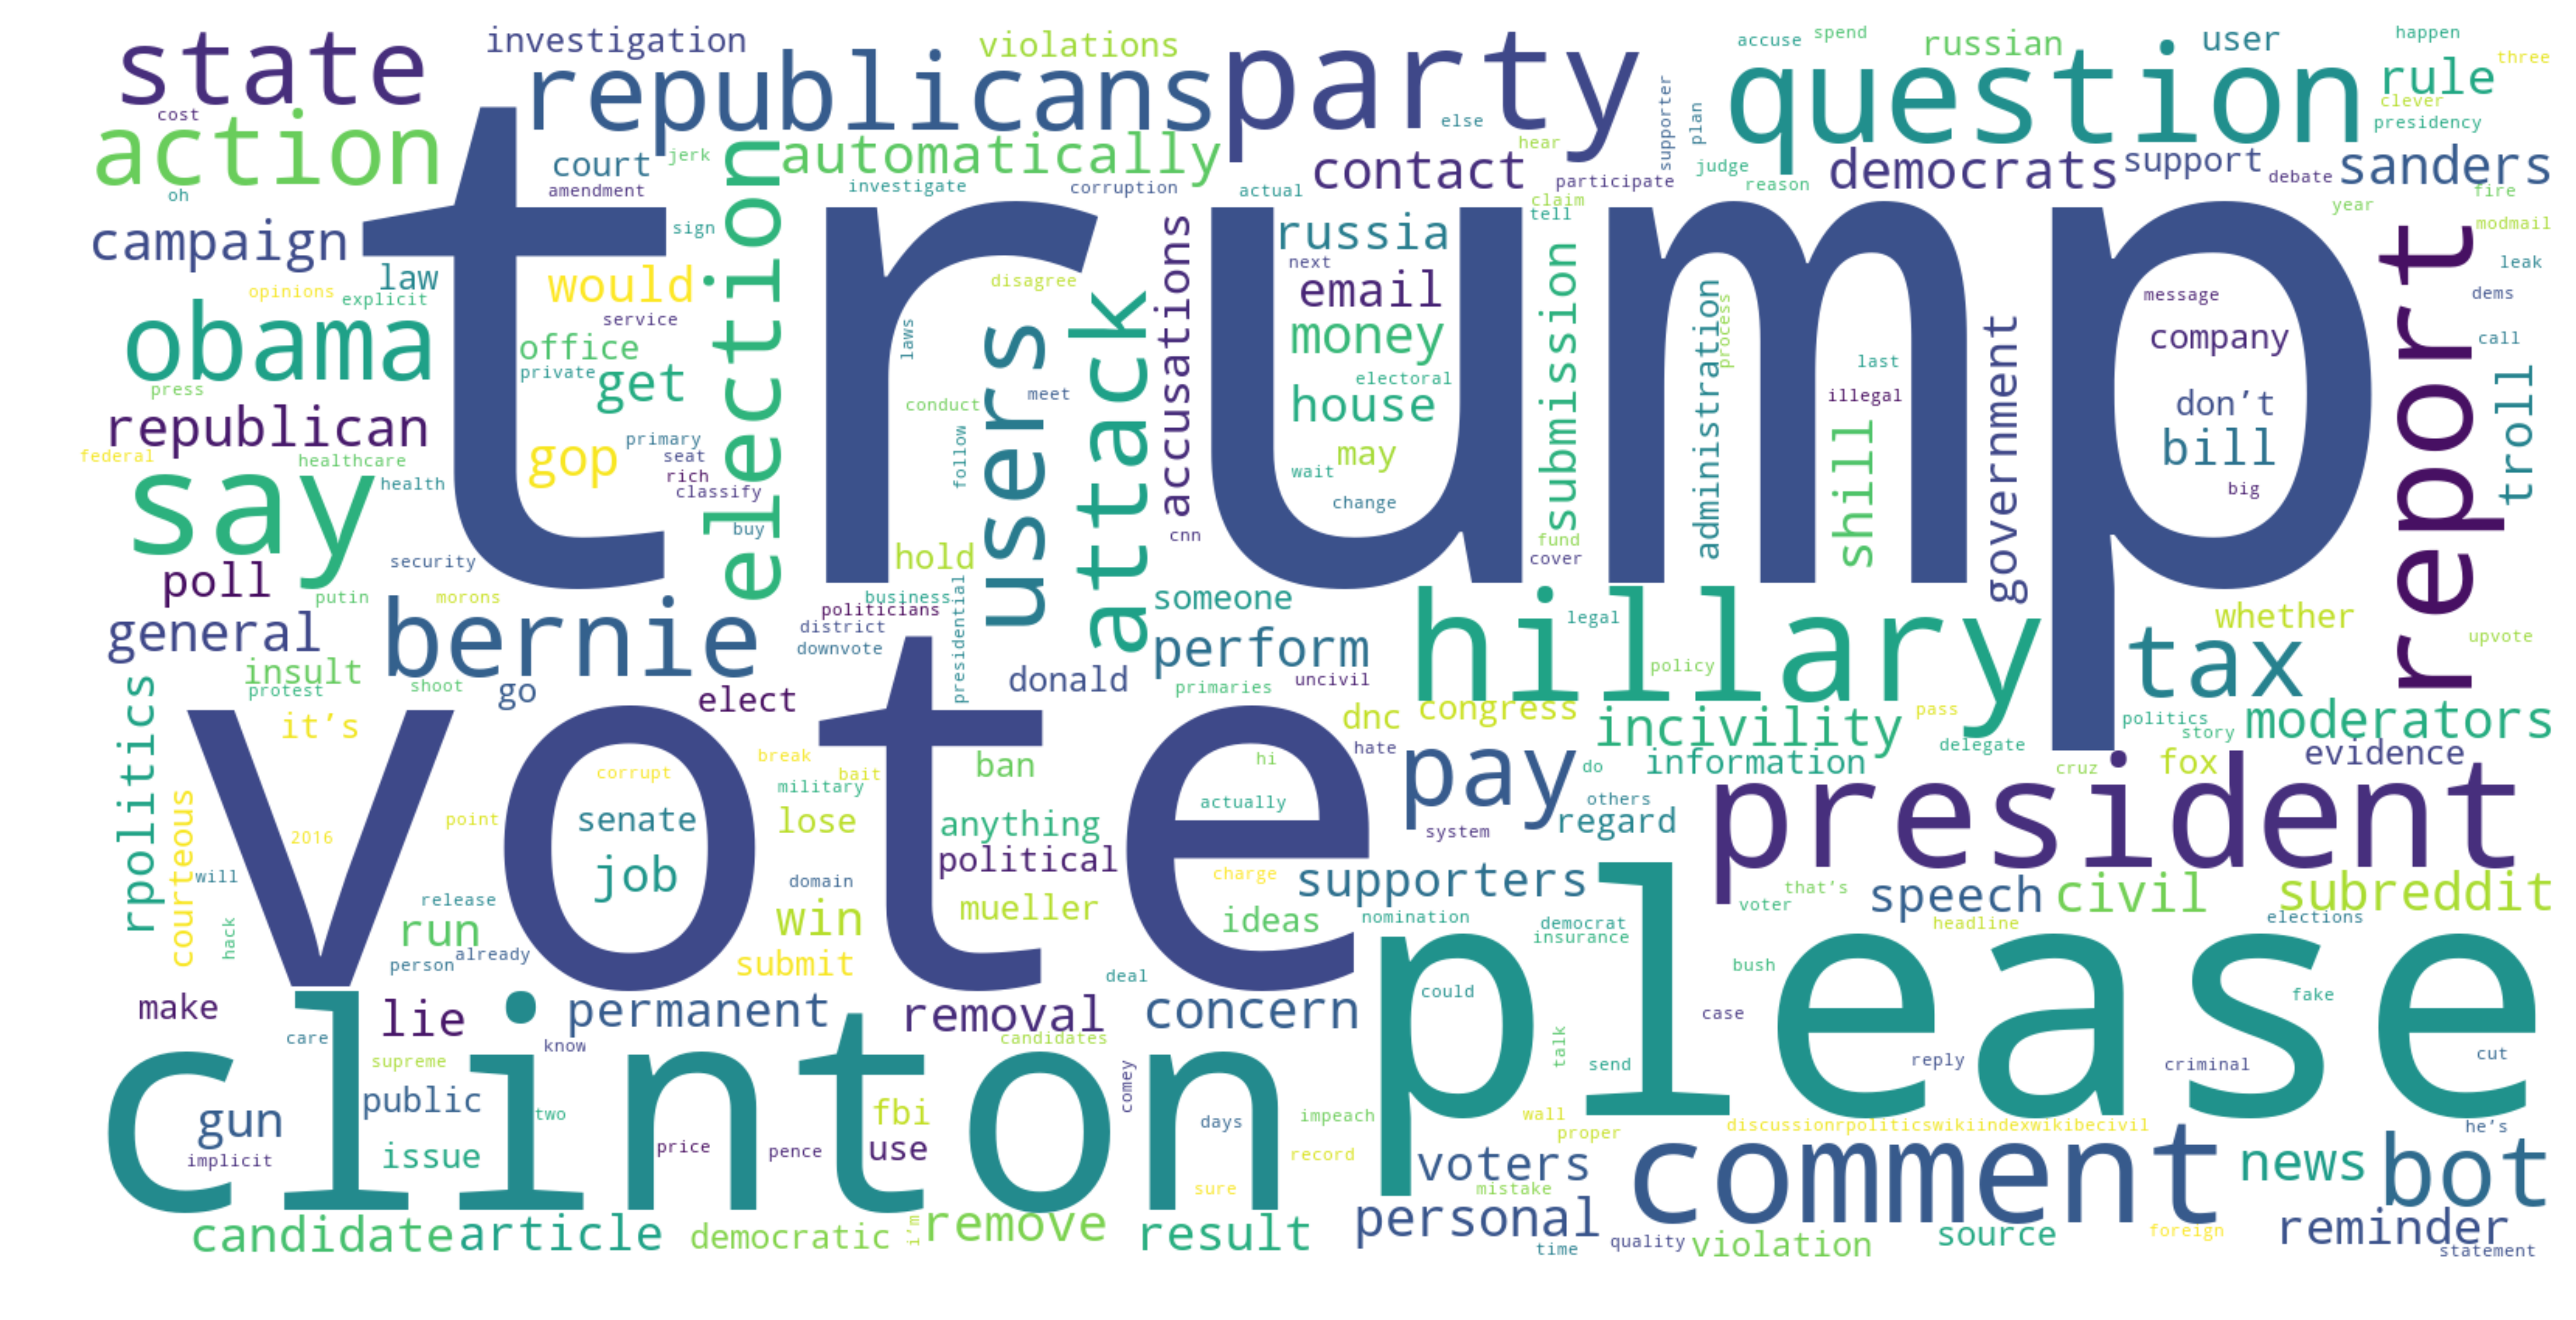 state
investigation
republicans
violations
party
accuse
spend
russian
user
happen
three
question
rule
clever
presidency
cost
action
oh
court
jerk
amendment
automatically
investigate
corruption
else
hear
supporter
plan
contact
actual
participate
claim
tell
judge
reason
democrats
support
debate
sanders
fire
year
modmail
campaign
law
opinions
explicit
trump
sign
election
would
service
disagree
accusations
russia
next
email
money
electoral
house
may
wait
change
submission
administration
process
last
illegal
shill
government
message
company
don’t
bill
big
report
leak
dems
call
troll
obama
press
republican
office
private
get
laws
users
attack
meet
conduct
follow
federal
healthcare
say
health
gop
primary
seat
rich
classify
buy
cnn
fund
cover
hold
security
poll
putin
morons
general
bernie
business
politicians
district
downvote
presidential
someone
perform
hillary
legal
policy
whether
tax
upvote
insult
protest
shoot
go
elect
donald
primaries
uncivil
rpolitics
it’s
vote
dnc
congress
hate
incivility
information
pass
delegate
politics
story
moderators
evidence
cruz
fox
courteous
2016
will
hack
point
corrupt
senate
job
break
bait
military
lose
domain
ban
anything
political
mueller
hi
actually
charge
ideas
pay
do
others
regard
system
supporters
president
release
run
person
already
win
submit
nomination
democrat
insurance
please
voter
that’s
speech
civil
headline
subreddit
elections
deal
bush
case
could
fake
make
care
lie
permanent
know
removal
candidates
concern
clinton
supreme
public
gun
implicit
issue
two
price
pence
fbi
use
comey
days
sure
impeach
record
talk
send
reply
criminal
cut
wall
proper
discussionrpoliticswikiindexwikibecivil
he’s
voters
mistake
comment
news
bot
candidate
article
democratic
i’m
remove
result
personal
time
quality
violation
source
foreign
reminder
statement